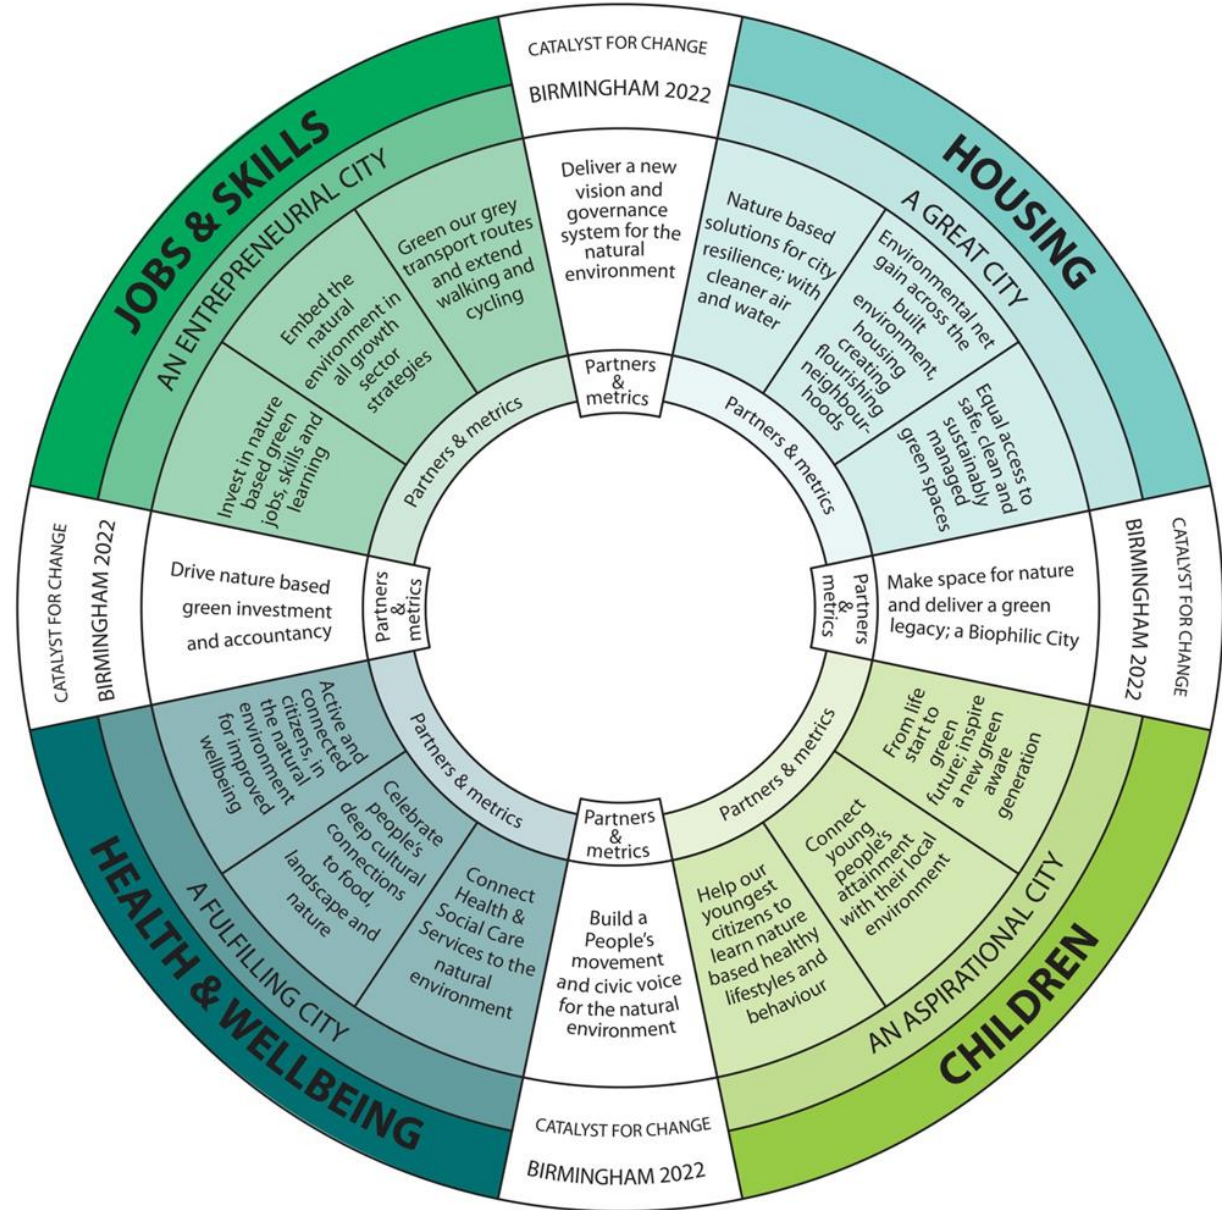 CATALYST FOR CHANGE
BIRMINGHAM 2022
Deliver a new
vision and
governance
system for the
natural
environment
Partners
&
metrics
HOUSING
A GREAT CITY
Nature based
solutions for city
resilience; with
cleaner air
and water
Environmental net
gain across the
built
environment,
housing
creating
flourishing
neighbour-
hoods
Equal access to
safe, clean and
sustainably
managed
green spaces
Partners & metrics
CATALYST FOR CHANGE
BIRMINGHAM 2022
Make space for nature
and deliver a green
legacy; a Biophilic City
Partners
&
metrics
CHILDREN
AN ASPIRATIONAL CITY
From life
start to
green
future; inspire
a new green
aware
generation
Connect
young
people's
attainment
with their local
environment
Help our
youngest
citizens to
learn nature
based healthy
lifestyles and
behaviour
Partners & metrics
Partners
&
metrics
Build a
People's
movement
and civic voice
for the natural
environment
CATALYST FOR CHANGE
BIRMINGHAM 2022
HEALTH & WELLBEING
A FULFILLING CITY
Connect
Health &
Social Care
Services to the
natural
environment
Celebrate
people's
deep cultural
connections
to food,
landscape and
nature
Active and
connected
citizens, in
the natural
environment
for improved
wellbeing
Partners & metrics
CATALYST FOR CHANGE
BIRMINGHAM 2022
Drive nature based
green investment
and accountancy
Partners
&
metrics
JOBS & SKILLS
AN ENTREPRENEURIAL CITY
Invest in nature
based green
jobs, skills and
learning
Embed the
natural
environment in
all growth
sector
strategies
Green our grey
transport routes
and extend
walking and
cycling
Partners & metrics